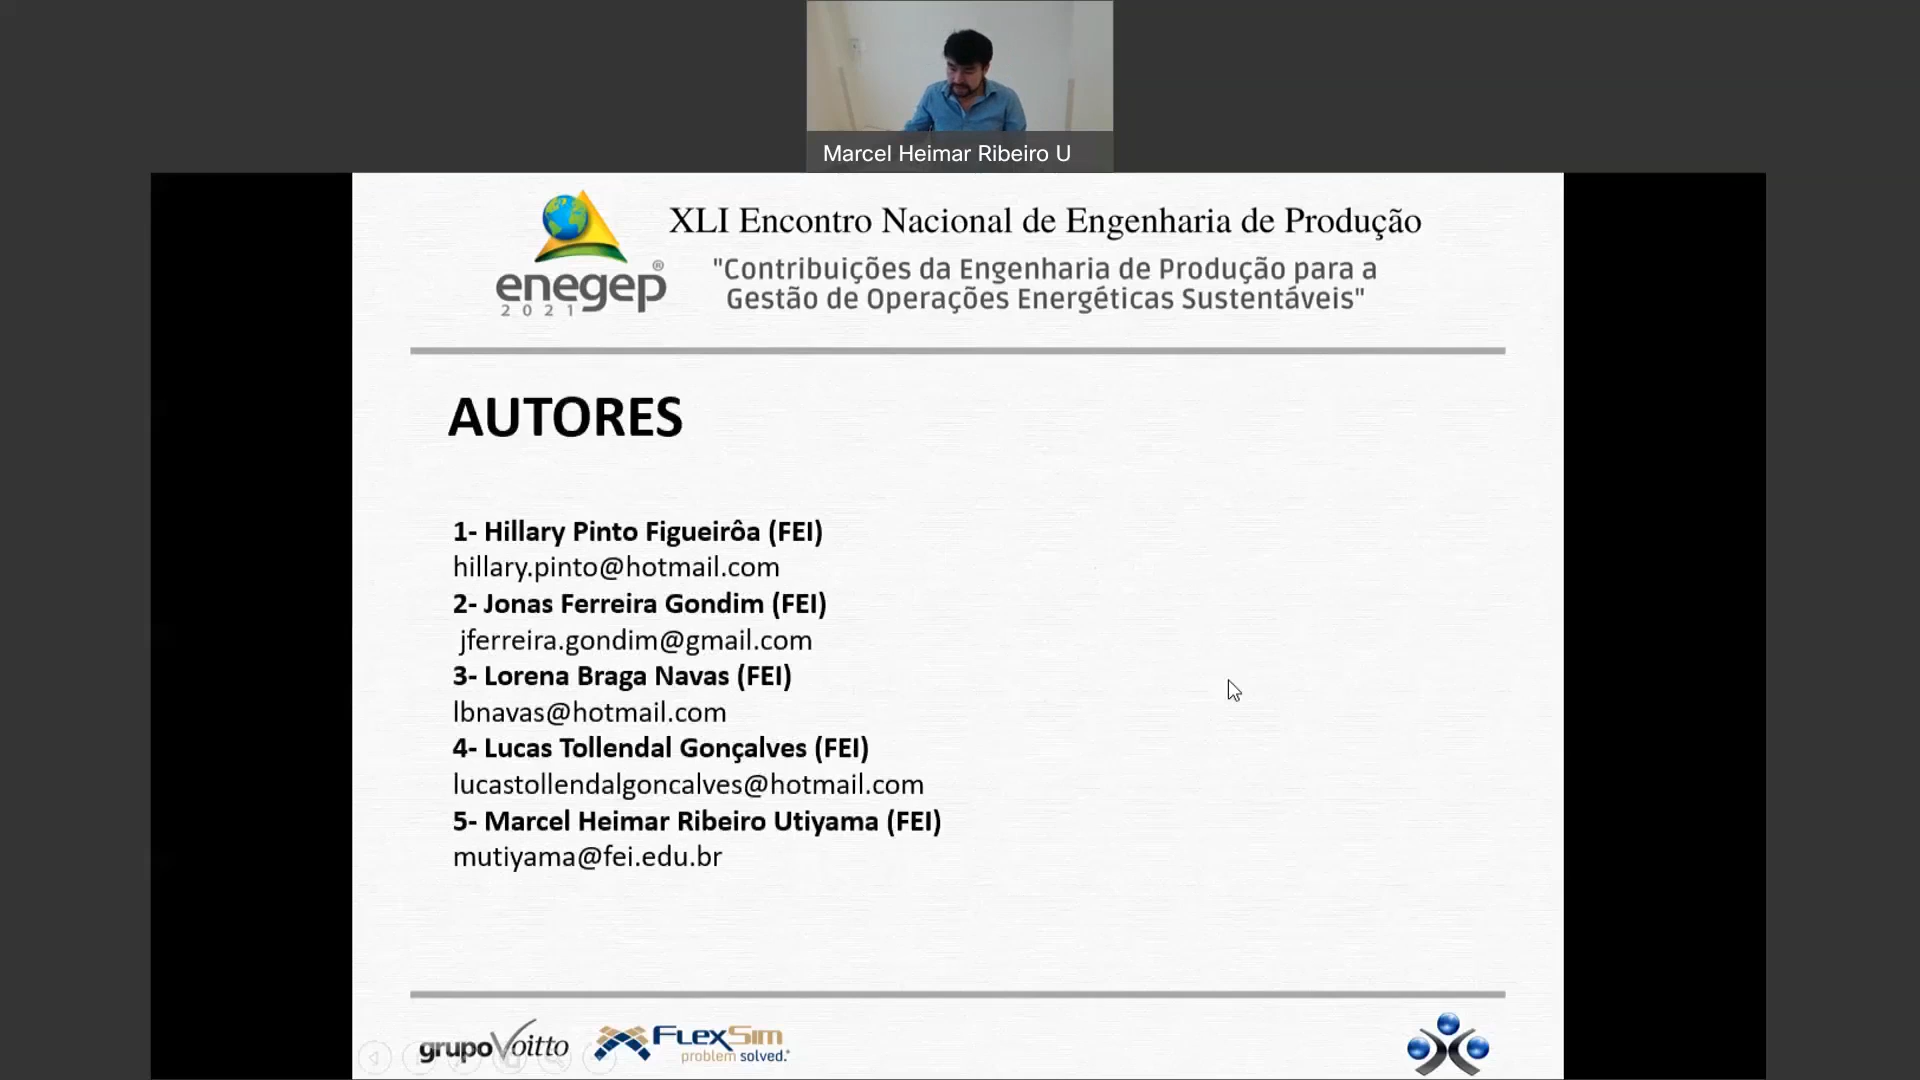 Marcel Heimar Ribeiro U
XLI Encontro Nacional de Engenharia de Produção
"Contribuições da Engenharia de Produção para a
Gestão de Operações Energéticas Sustentáveis"
enegep®
2021
AUTORES
1- Hillary Pinto Figueirôa (FEI)
hillary.pinto@hotmail.com
2- Jonas Ferreira Gondim (FEI)
jferreira.gondim@gmail.com
3- Lorena Braga Navas (FEI)
lbnavas@hotmail.com
4- Lucas Tollendal Gonçalves (FEI)
lucastollendalgoncalves@hotmail.com
5- Marcel Heimar Ribeiro Utiyama (FEI)
mutiyama@fei.edu.br
grupoVoitto
FlexSim
problem solved.